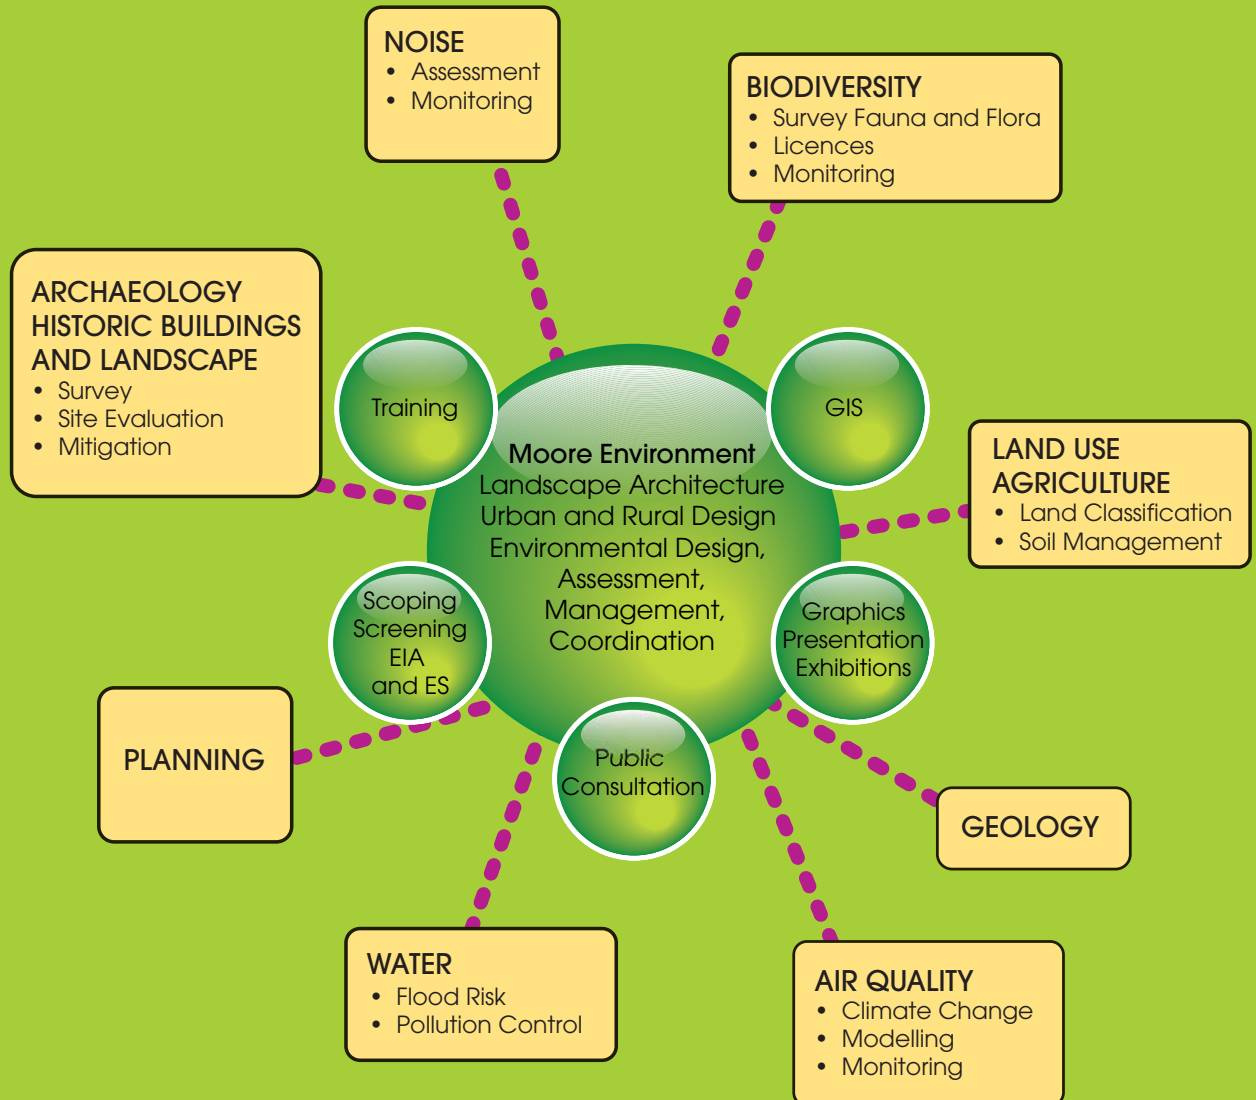 NOISE
• Assessment
• Monitoring
BIODIVERSITY
• Survey Fauna and Flora
• Licences
• Monitoring
ARCHAEOLOGY
HISTORIC BUILDINGS
AND LANDSCAPE
• Survey
• Site Evaluation
• Mitigation
Training
GIS
Moore Environment
Landscape Architecture
Urban and Rural Design
Environmental Design,
Assessment,
Management,
Coordination
LAND USE
AGRICULTURE
• Land Classification
• Soil Management
Scoping
Screening
EIA
and ES
Graphics
Presentation
Exhibitions
PLANNING
Public
Consultation
GEOLOGY
WATER
• Flood Risk
• Pollution Control
AIR QUALITY
• Climate Change
• Modelling
• Monitoring